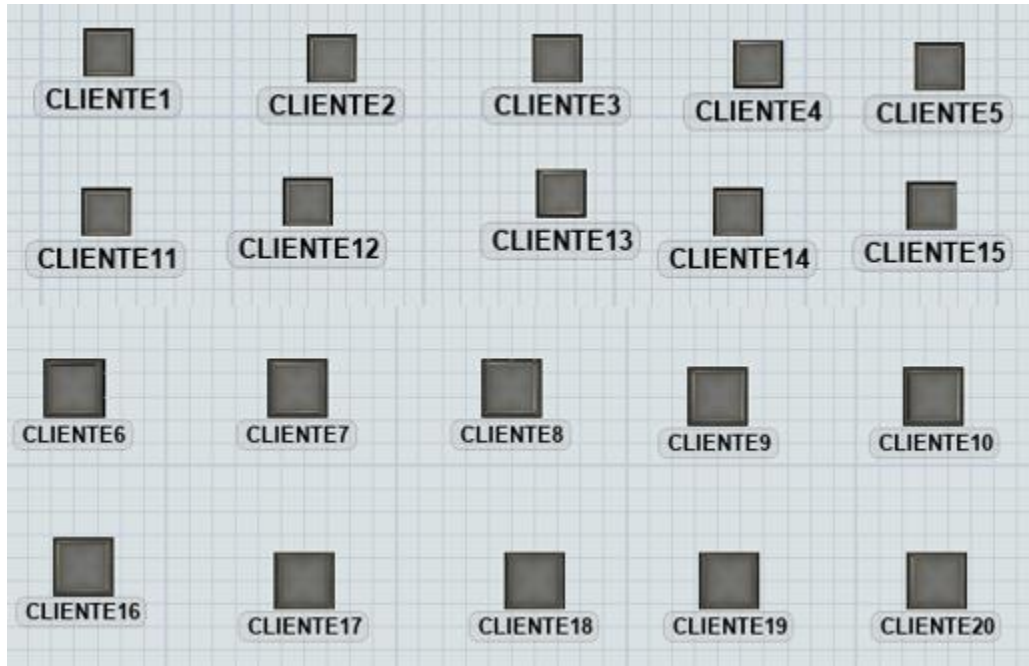 CLIENTE1 CLIENTE2 CLIENTE3 CLIENTE4 CLIENTE5
CLIENTE11 CLIENTE12 CLIENTE13 CLIENTE14 CLIENTE15
CLIENTE6 CLIENTE7 CLIENTE8 CLIENTE9 CLIENTE10
CLIENTE16 CLIENTE17 CLIENTE18 CLIENTE19 CLIENTE20